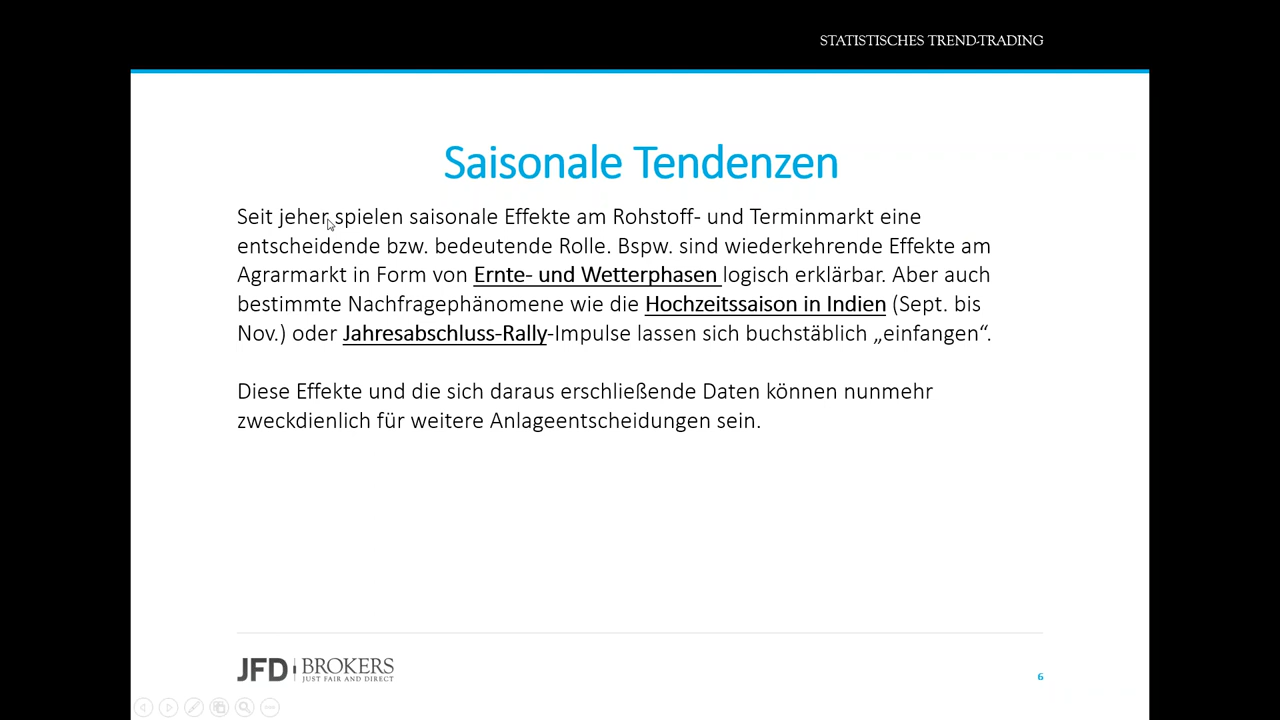 STATISTISCHES TREND-TRADING
Saisonale Tendenzen
Seit jeher spielen saisonale Effekte am Rohstoff- und Terminmarkt eine
entscheidende bzw. bedeutende Rolle. Bspw. sind wiederkehrende Effekte am
Agrarmarkt in Form von Ernte- und Wetterphasen logisch erklärbar. Aber auch
bestimmte Nachfragephänomene wie die Hochzeitssaison in Indien (Sept. bis
Nov.) oder Jahresabschluss-Rally-Impulse lassen sich buchstäblich „einfangen“.
Diese Effekte und die sich daraus erschließende Daten können nunmehr
zweckdienlich für weitere Anlageentscheidungen sein.
JFD BROKERS
JUST FAIR AND DIRECT
6